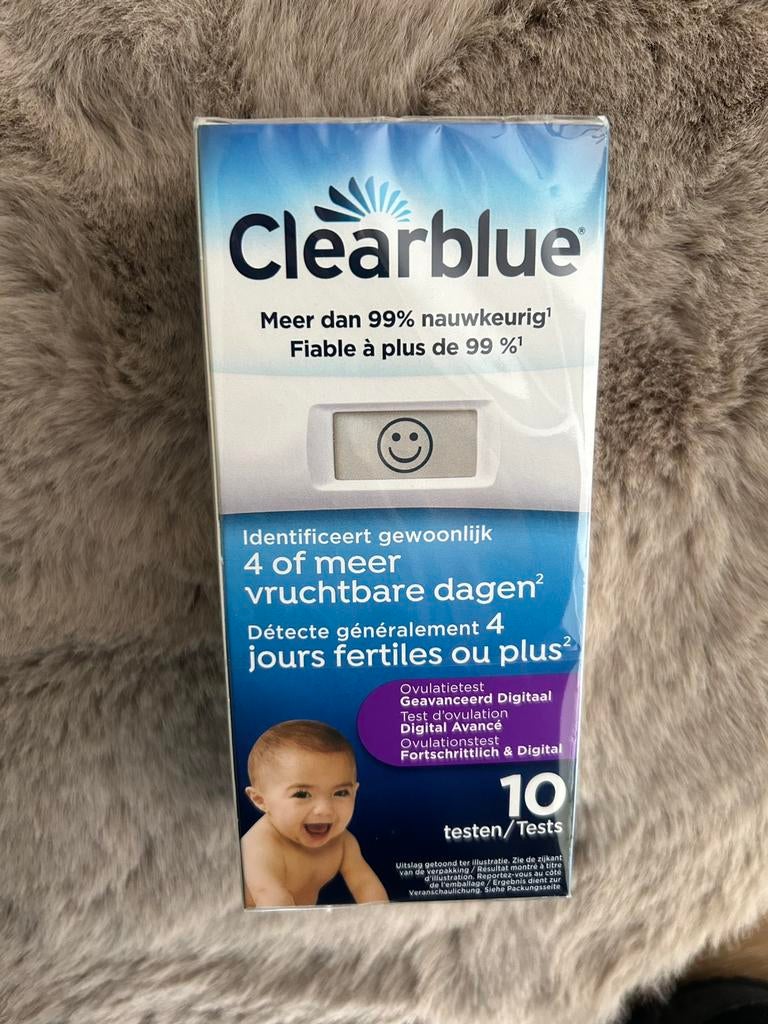 Clearblue®
Meer dan 99% nauwkeurig¹
Fiable à plus de 99 %¹
Identificeert gewoonlijk
4 of meer
vruchtbare dagen²
Détecte généralement 4
jours fertiles ou plus²
Ovulatietest
Geavanceerd Digitaal
Test d'ovulation
Digital Avancé
Ovulationstest
Fortschrittlich & Digital
10
testen/Tests
Uitslag getoond ter illustratie. Zie de zijkant
van de verpakking / Résultat montré à titre
d'illustration. Reportez-vous au côté
de l'emballage / Ergebnis dient zur
Veranschaulichung. Siehe Packungsseite